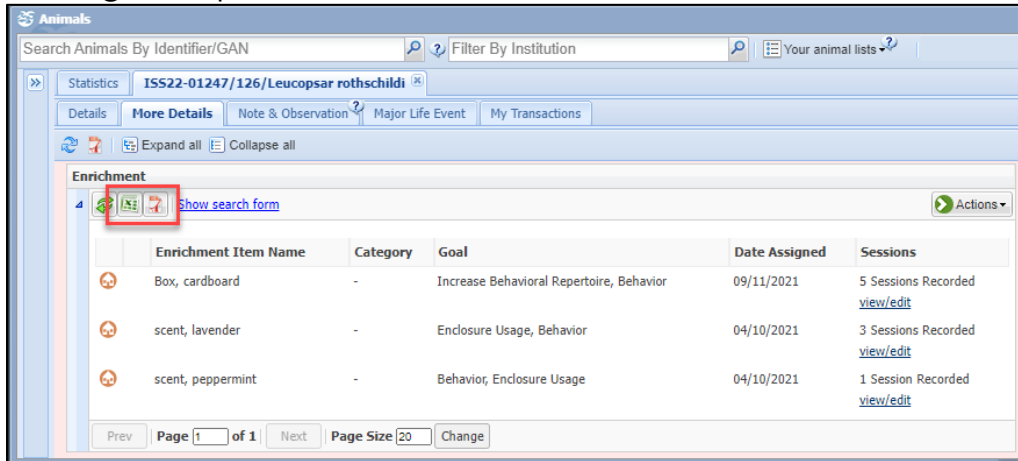 Animals
Search Animals By Identifier/GAN Filter By Institution Your animal lists
Statistics ISS22-01247/126/Leucopsar rothschildi
Details More Details Note & Observation Major Life Event My Transactions
Expand all Collapse all
Enrichment
Show search form Actions
Enrichment Item Name Category Goal Date Assigned Sessions
Box, cardboard - Increase Behavioral Repertoire, Behavior 09/11/2021 5 Sessions Recorded
view/edit
scent, lavender - Enclosure Usage, Behavior 04/10/2021 3 Sessions Recorded
view/edit
scent, peppermint - Behavior, Enclosure Usage 04/10/2021 1 Session Recorded
view/edit
Prev Page 1 of 1 Next Page Size 20 Change